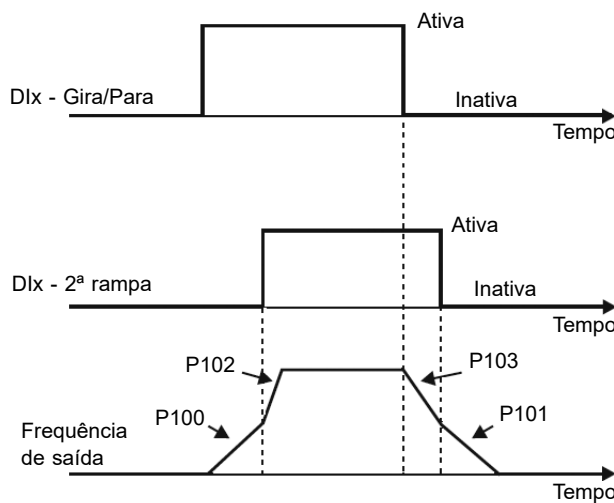 Ativa
DIx - Gira/Para
Inativa
Tempo
Ativa
DIx - 2ª rampa
Inativa
Tempo
P102
P103
P100
P101
Frequência
de saída
Tempo